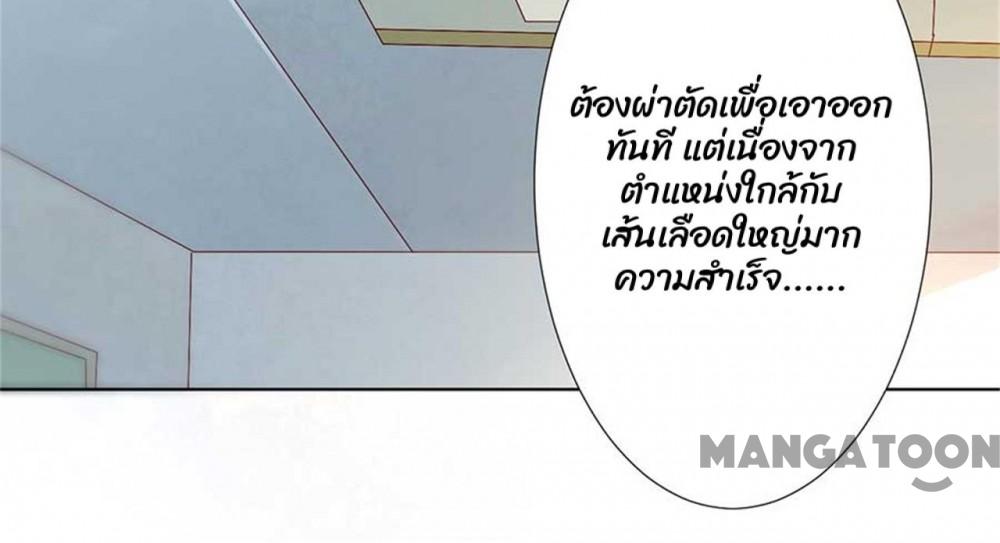 ต้องผ่าตัดเพื่อเอาออก
ทันที แต่เนื่องจาก
ตำแหน่งใกล้กับ
เส้นเลือดใหญ่มาก
ความสำเร็จ......
MANGATOON